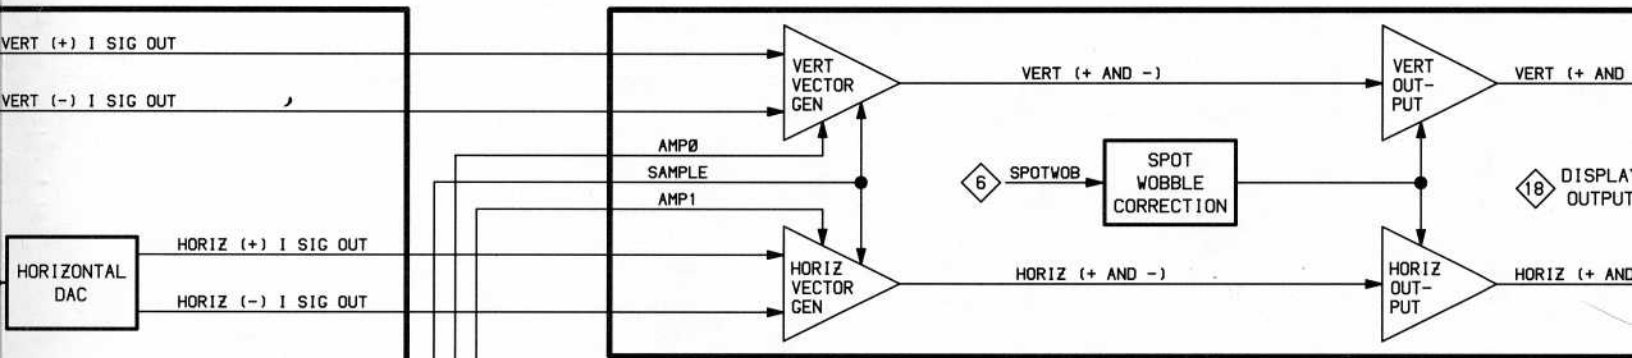 VERT (+) I SIG OUT
VERT (-) I SIG OUT
HORIZONTAL
DAC
HORIZ (+) I SIG OUT
HORIZ (-) I SIG OUT
AMPØ
SAMPLE
AMP1
VERT
VECTOR
GEN
HORIZ
VECTOR
GEN
VERT (+ AND -)
6
SPOTWOB
SPOT
WOBBLE
CORRECTION
HORIZ (+ AND -)
VERT
OUT-
PUT
HORIZ
OUT-
PUT
VERT (+ AND
18
DISPLAY
OUTPUT
HORIZ (+ AND